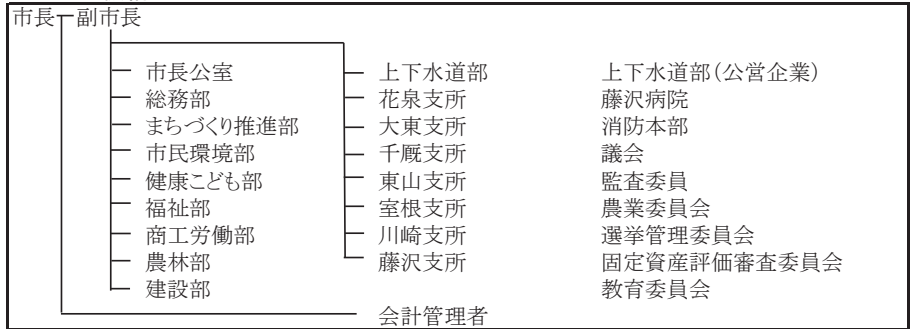 市長 副市長
市長公室 上下水道部 上下水道部(公営企業)
総務部 花泉支所 藤沢病院
まちづくり推進部 大東支所 消防本部
市民環境部 千厩支所 議会
健康こども部 東山支所 監査委員
福祉部 室根支所 農業委員会
商工労働部 川崎支所 選挙管理委員会
農林部 藤沢支所 固定資産評価審査委員会
建設部 教育委員会
会計管理者